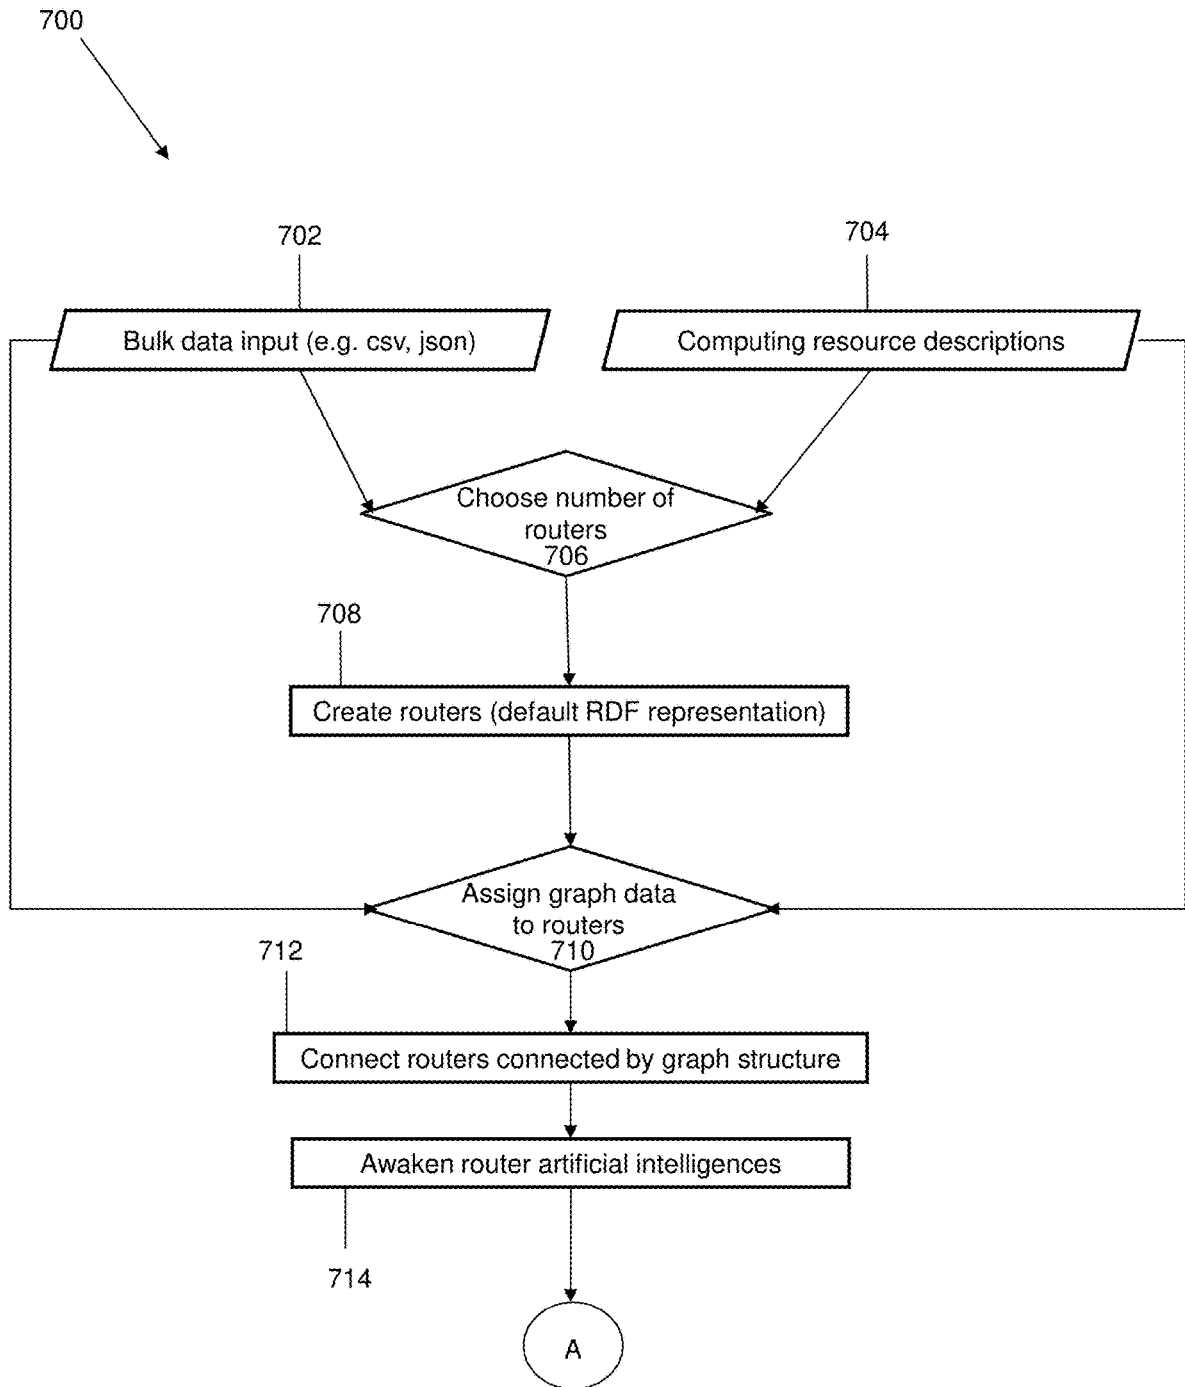 700
702
704
Bulk data input (e.g. csv, json)
Computing resource descriptions
Choose number of
routers
706
708
Create routers (default RDF representation)
Assign graph data
to routers
710
712
Connect routers connected by graph structure
Awaken router artificial intelligences
714
A